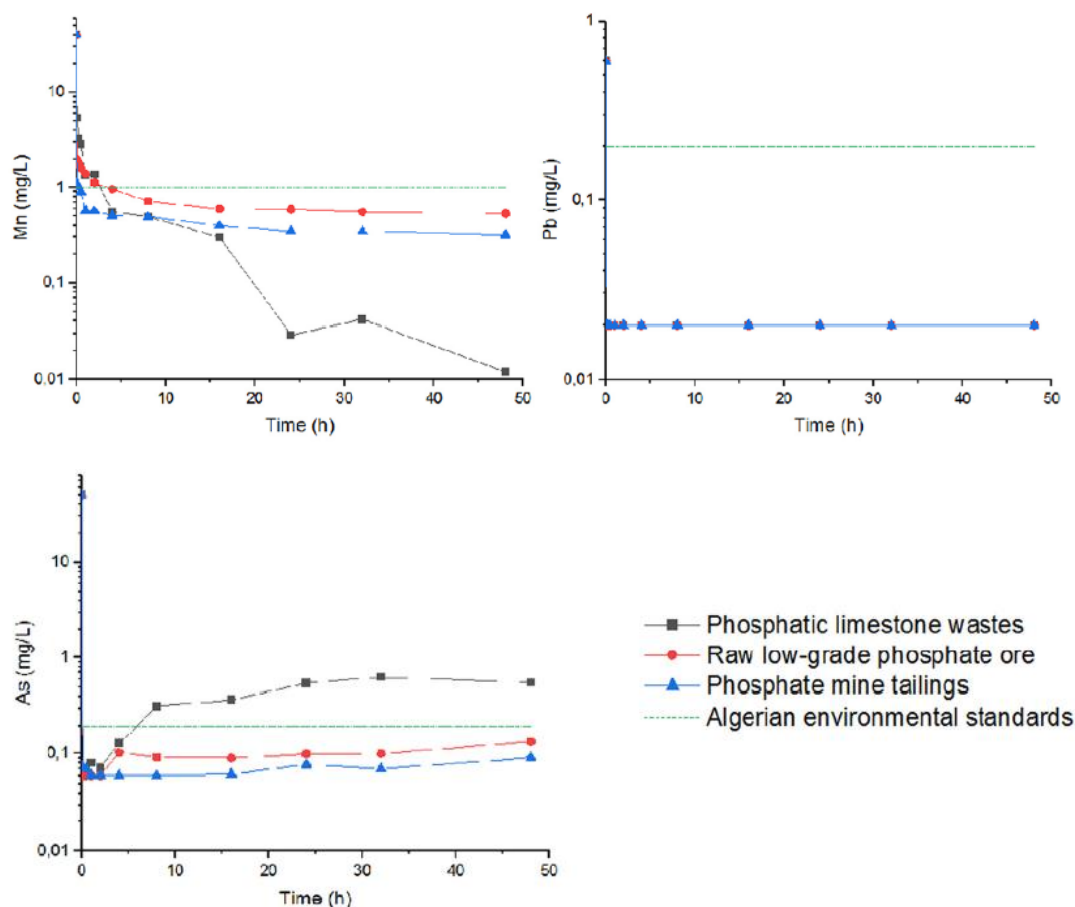 10
1
0,1
0,01
Mn (mg/L)
0 10 20 30 40 50
Time (h)
1
0,1
0,01
Pb (mg/L)
0 10 20 30 40 50
Time (h)
10
1
0,1
0,01
As (mg/L)
0 10 20 30 40 50
Time (h)
Phosphatic limestone wastes
Raw low-grade phosphate ore
Phosphate mine tailings
Algerian environmental standards